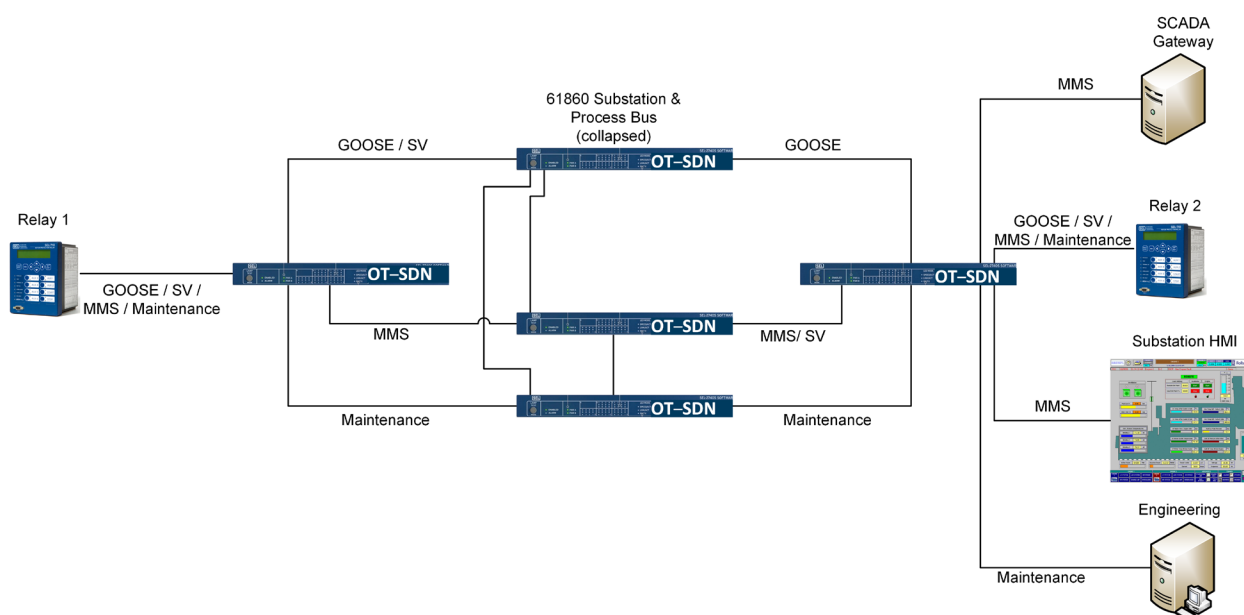 SCADA
Gateway
MMS
61860 Substation &
Process Bus
(collapsed)
GOOSE / SV
OT-SDN
GOOSE
Relay 1
GOOSE / SV /
MMS / Maintenance
OT-SDN
MMS
OT-SDN
MMS/ SV
OT-SDN
GOOSE / SV /
MMS / Maintenance
Relay 2
Maintenance
OT-SDN
Maintenance
Substation HMI
MMS
Engineering
Maintenance